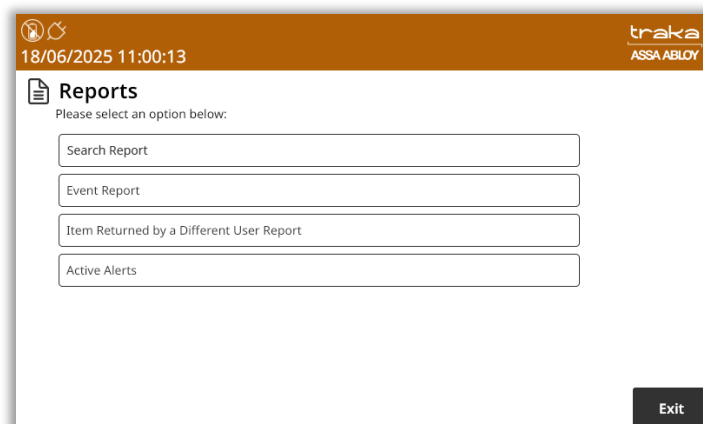 18/06/2025 11:00:13
traka
ASSA ABLOY
Reports
Please select an option below:
Search Report
Event Report
Item Returned by a Different User Report
Active Alerts
Exit